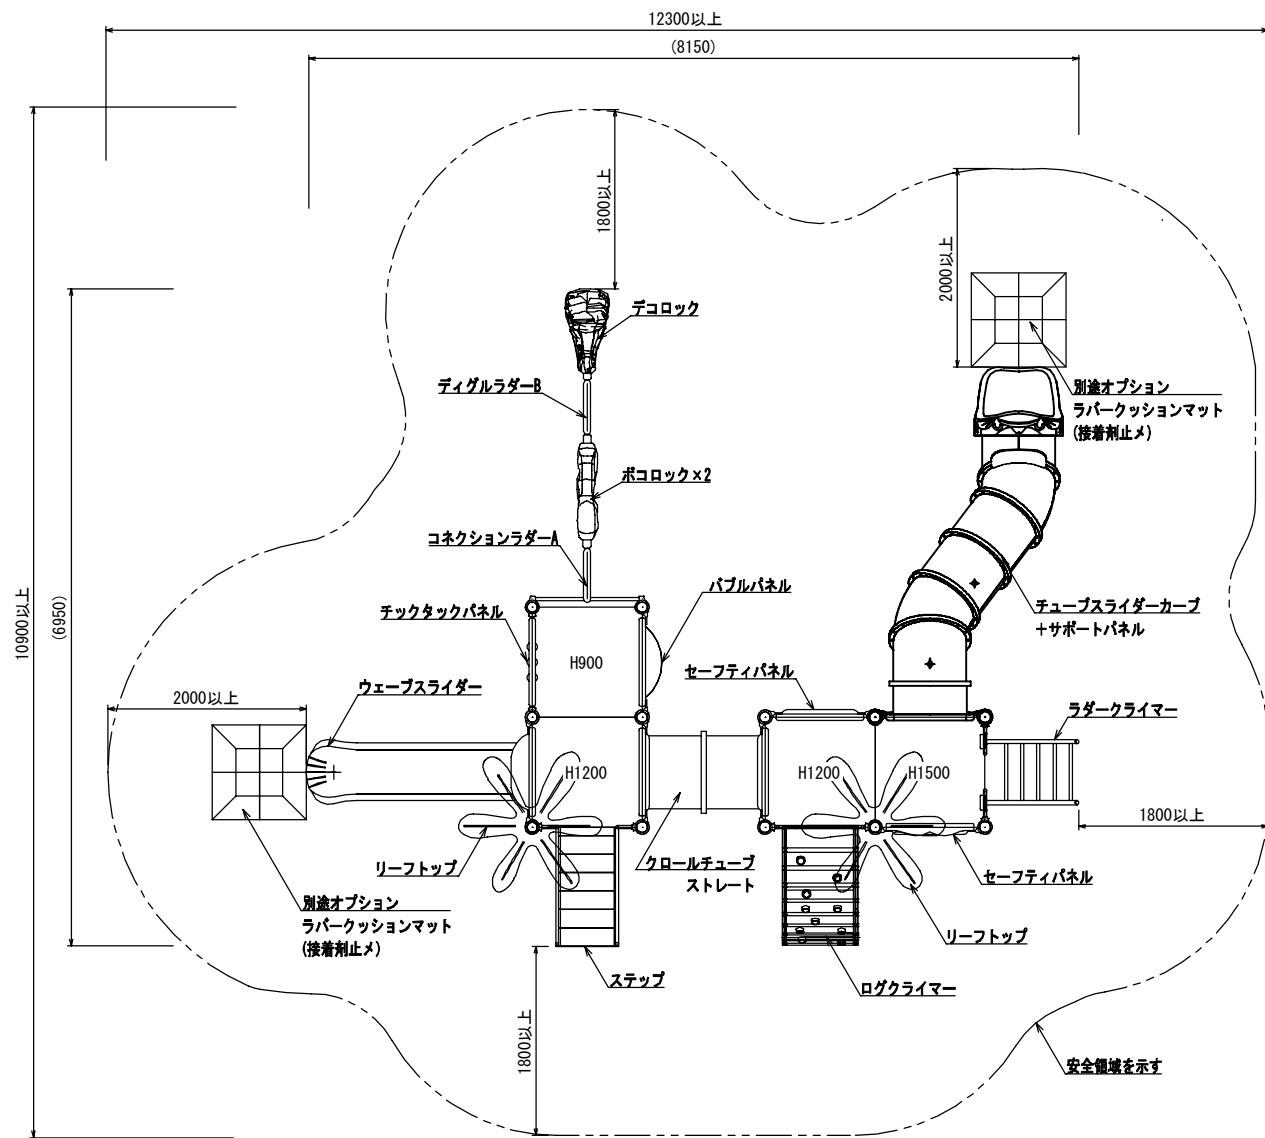 12300以上
(8150)
1800以上
2000以上
デコロック
ディグルラダーB
別途オプション
ラバークッションマット
(接着剤止メ)
ボコロック×2
コネクションラダーA
バブルパネル
チックタックパネル
チューブスライダーカーブ
+サポートパネル
10900以上
(6950)
H900
セーフティパネル
ウェーブスライダー
2000以上
ラダークライマー
H1200
H1200
H1500
1800以上
リーフトップ
クロールチューブ
ストレート
セーフティパネル
別途オプション
ラバークッションマット
(接着剤止メ)
リーフトップ
ステップ
ログクライマー
1800以上
安全領域を示す